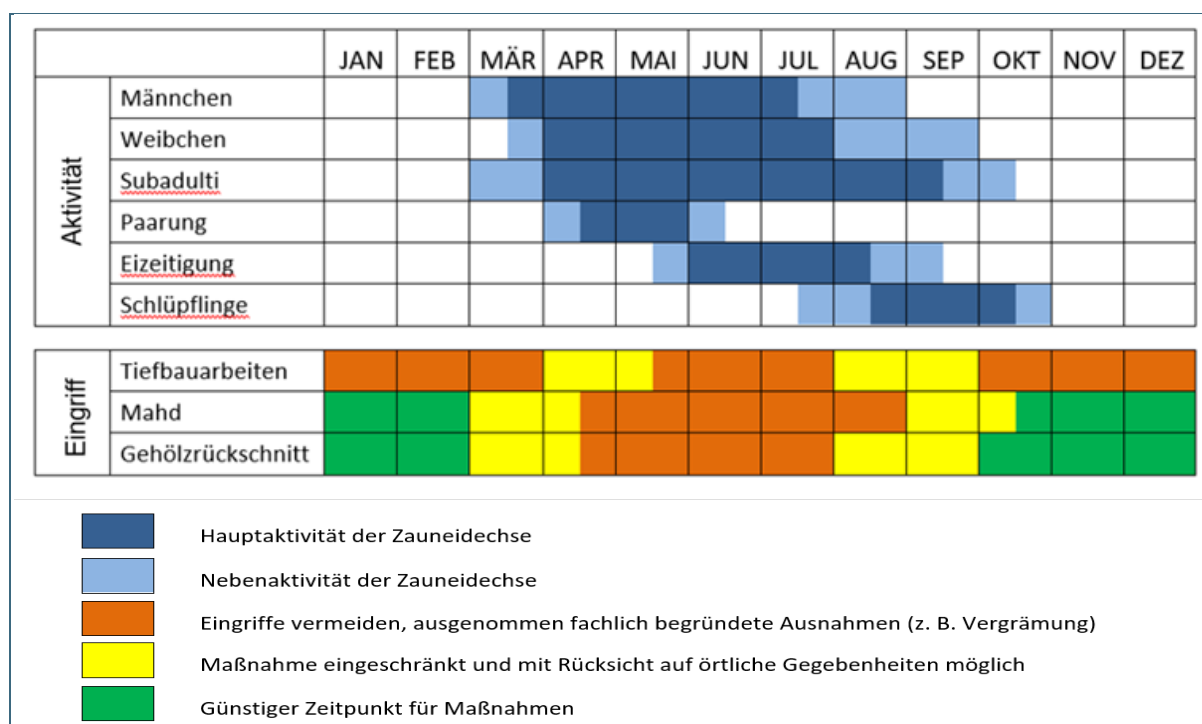 JAN FEB MÄR APR MAI JUN JUL AUG SEP OKT NOV DEZ
Aktivität
Männchen
Weibchen
Subadulti
Paarung
Eizeitigung
Schlüpflinge
Eingriff
Tiefbauarbeiten
Mahd
Gehölzrückschnitt
Hauptaktivität der Zauneidechse
Nebenaktivität der Zauneidechse
Eingriffe vermeiden, ausgenommen fachlich begründete Ausnahmen (z. B. Vergrämung)
Maßnahme eingeschränkt und mit Rücksicht auf örtliche Gegebenheiten möglich
Günstiger Zeitpunkt für Maßnahmen